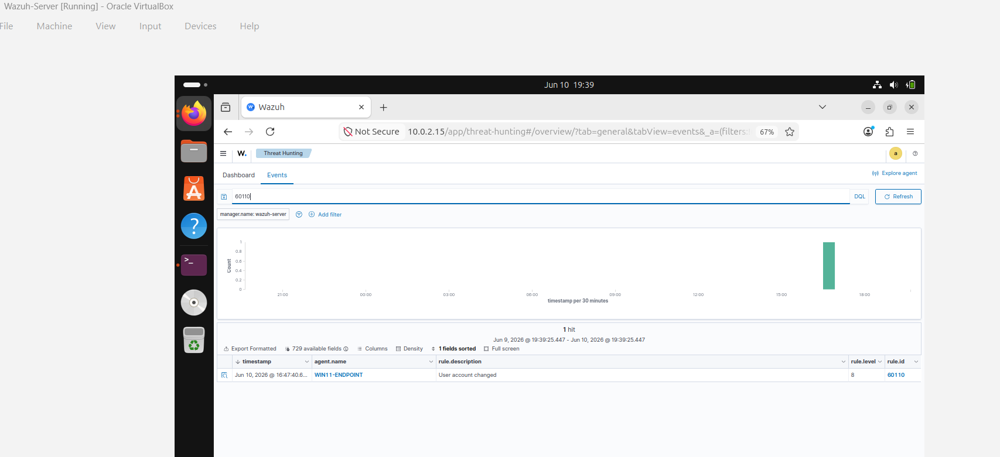 Wazuh-Server [Running] - Oracle VirtualBox
File Machine View Input Devices Help
Jun 10 19:39
Wazuh
Not Secure 10.0.2.15/app/threat-hunting#/overview/?tab=general&tabView=events&_a=(filters:! 67%
W. Threat Hunting a
Dashboard Events Explore agent
60110 DQL Refresh
manager.name: wazuh-server Add filter
Count
1
0.8
0.6
0.4
0.2
0
21:00 00:00 03:00 06:00 09:00 12:00 15:00 18:00
timestamp per 30 minutes
1 hit
Jun 9, 2026 @ 19:39:25.447 - Jun 10, 2026 @ 19:39:25.447
Export Formatted 729 available fields Columns Density 1 fields sorted Full screen
timestamp agent.name rule.description rule.level rule.id
Jun 10, 2026 @ 16:47:40.6... WIN11-ENDPOINT User account changed 8 60110